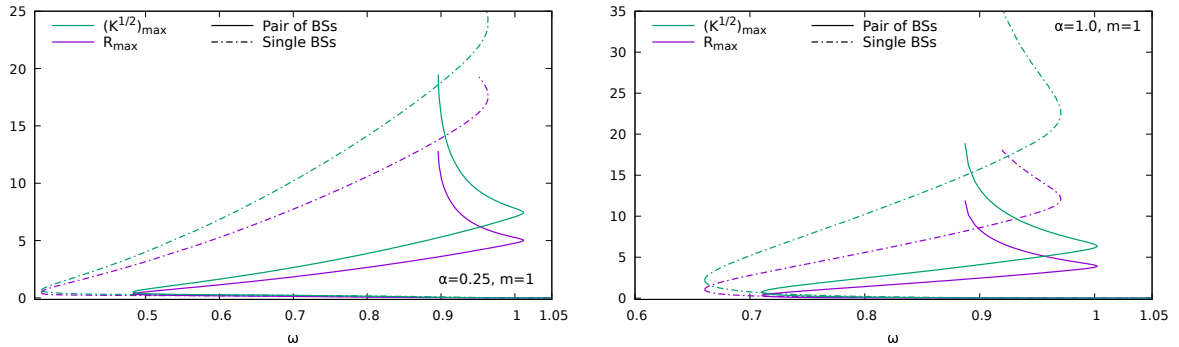 (K^{1/2})_{max}
R_{max}
Pair of BSs
Single BSs
25
20
15
10
5
0
0.5
0.6
0.7
0.8
0.9
1
1.05
ω
α=0.25, m=1
(K^{1/2})_{max}
R_{max}
Pair of BSs
Single BSs
α=1.0, m=1
35
30
25
20
15
10
5
0
0.6
0.7
0.8
0.9
1
1.05
ω